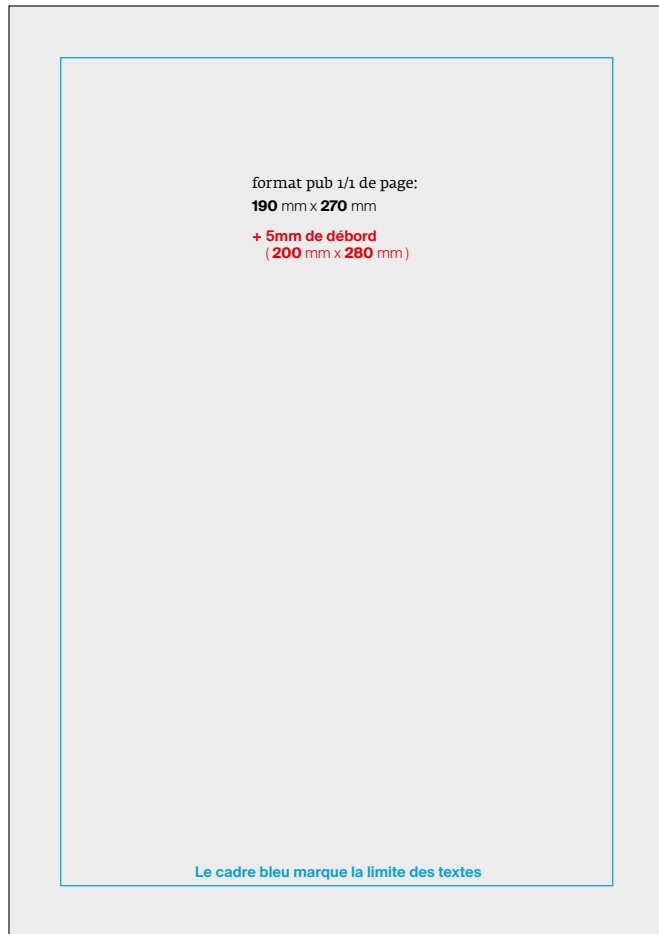 format pub 1/1 de page:
190 mm x 270 mm
+ 5mm de débord
( 200 mm x 280 mm )
Le cadre bleu marque la limite des textes